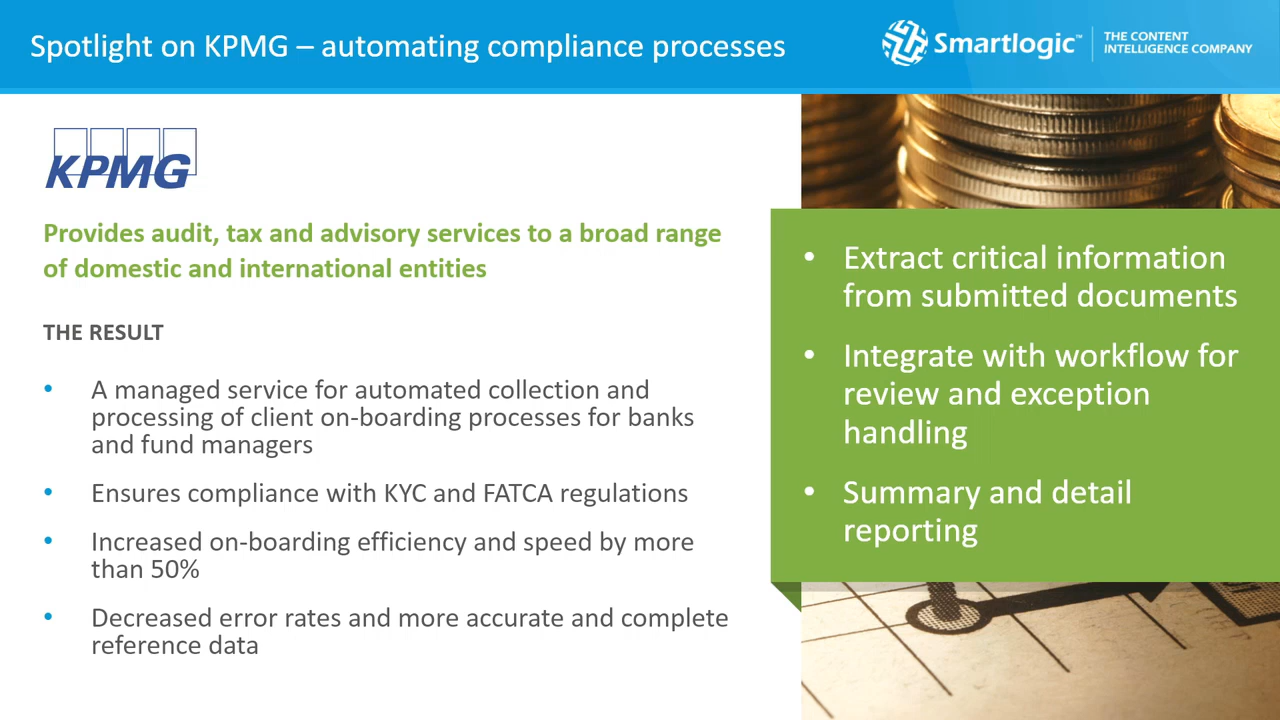 Spotlight on KPMG – automating compliance processes
Smartlogic™
THE CONTENT
INTELLIGENCE COMPANY
KPMG
Provides audit, tax and advisory services to a broad range
of domestic and international entities
THE RESULT
• A managed service for automated collection and
processing of client on-boarding processes for banks
and fund managers
• Ensures compliance with KYC and FATCA regulations
• Increased on-boarding efficiency and speed by more
than 50%
• Decreased error rates and more accurate and complete
reference data
• Extract critical information
from submitted documents
• Integrate with workflow for
review and exception
handling
• Summary and detail
reporting